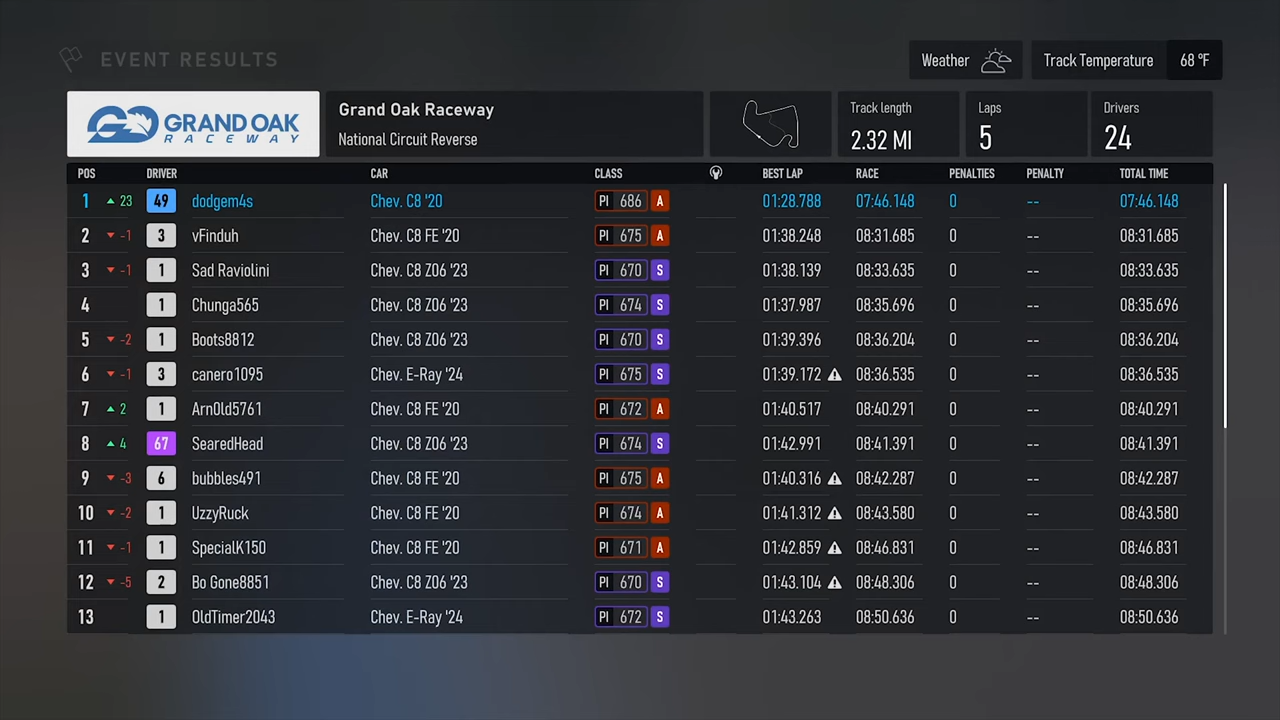 EVENT RESULTS
Weather
Track Temperature 68 °F
GRAND OAK
RACEWAY
Grand Oak Raceway
National Circuit Reverse
Track length
2.32 MI
Laps
5
Drivers
24
POS DRIVER CAR CLASS BEST LAP RACE PENALTIES PENALTY TOTAL TIME
1 23 49 dodgem4s Chev. C8 '20 PI 686 A 01:28.788 07:46.148 0 -- 07:46.148
2 -1 3 vFinduh Chev. C8 FE '20 PI 675 A 01:38.248 08:31.685 0 -- 08:31.685
3 -1 1 Sad Raviolini Chev. C8 Z06 '23 PI 670 S 01:38.139 08:33.635 0 -- 08:33.635
4 1 Chunga565 Chev. C8 Z06 '23 PI 674 S 01:37.987 08:35.696 0 -- 08:35.696
5 -2 1 Boots8812 Chev. C8 Z06 '23 PI 670 S 01:39.396 08:36.204 0 -- 08:36.204
6 -1 3 canero1095 Chev. E-Ray '24 PI 675 S 01:39.172 08:36.535 0 -- 08:36.535
7 2 1 Arn0ld5761 Chev. C8 FE '20 PI 672 A 01:40.517 08:40.291 0 -- 08:40.291
8 4 67 SearedHead Chev. C8 Z06 '23 PI 674 S 01:42.991 08:41.391 0 -- 08:41.391
9 -3 6 bubbles491 Chev. C8 FE '20 PI 675 A 01:40.316 08:42.287 0 -- 08:42.287
10 -2 1 UzzyRuck Chev. C8 FE '20 PI 674 A 01:41.312 08:43.580 0 -- 08:43.580
11 -1 1 SpecialK150 Chev. C8 FE '20 PI 671 A 01:42.859 08:46.831 0 -- 08:46.831
12 -5 2 Bo Gone8851 Chev. C8 Z06 '23 PI 670 S 01:43.104 08:48.306 0 -- 08:48.306
13 1 OldTimer2043 Chev. E-Ray '24 PI 672 S 01:43.263 08:50.636 0 -- 08:50.636